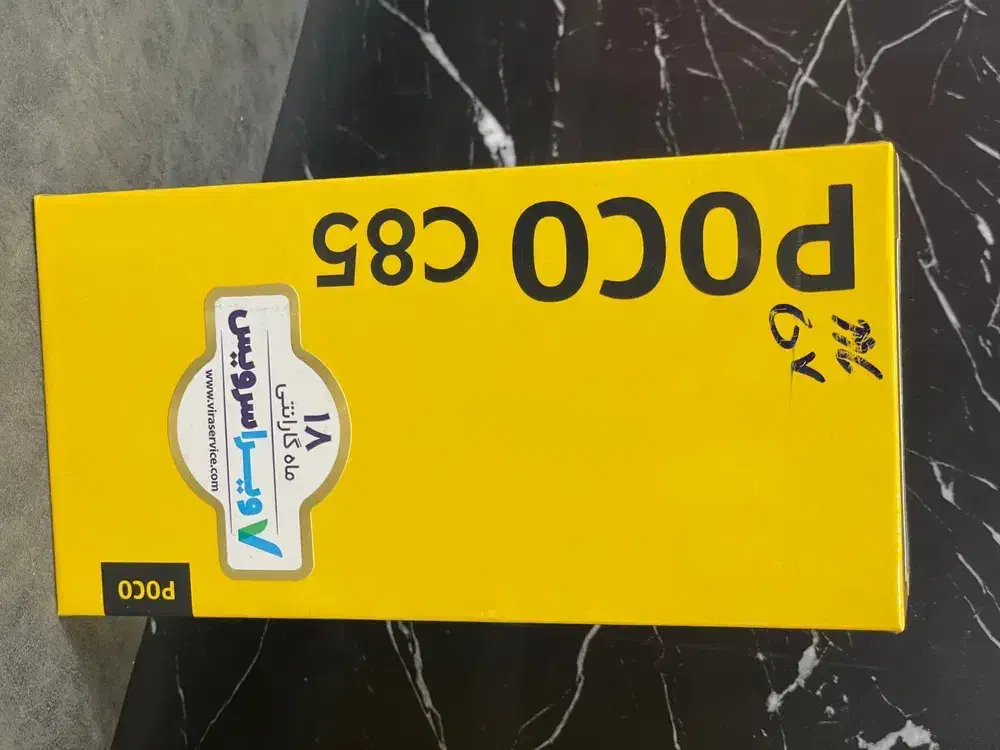 POCO C85
۱۸
ماه گارانتی
ویراسرویس
www.viraservice.com
POCO